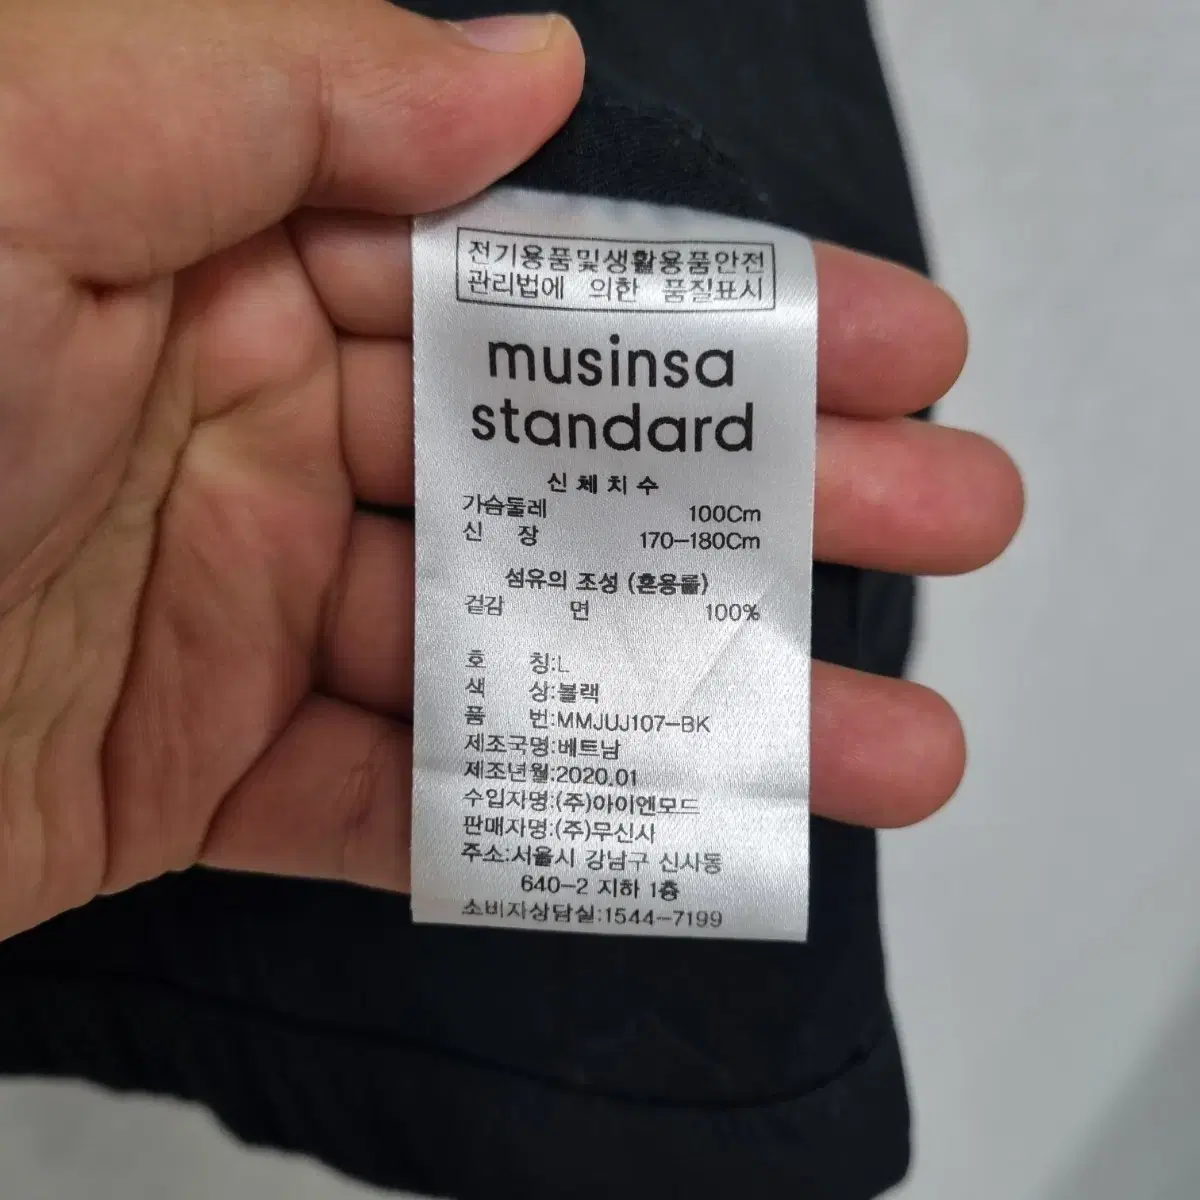 전기용품및생활용품안전
관리법에 의한 품질표시
musinsa
standard
신체치수
가슴둘레 100Cm
신 장 170-180Cm
섬유의 조성 (혼용률)
겉감 면 100%
호 칭:L
색 상:블랙
품 번:MMJUJ107-BK
제조국명:베트남
제조년월:2020.01
수입자명:(주)아이엔모드
판매자명:(주)무신사
주소:서울시 강남구 신사동
640-2 지하 1층
소비자상담실:1544-7199